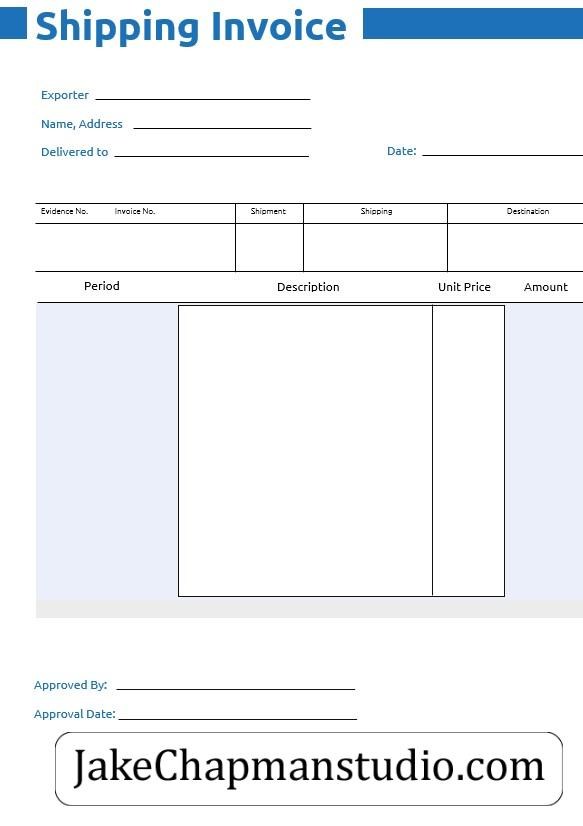 Shipping Invoice
Exporter
Name, Address
Delivered to
Date:
Evidence No. Invoice No. Shipment Shipping Destination
Period Description Unit Price Amount
Approved By:
Approval Date:
JakeChapmanstudio.com